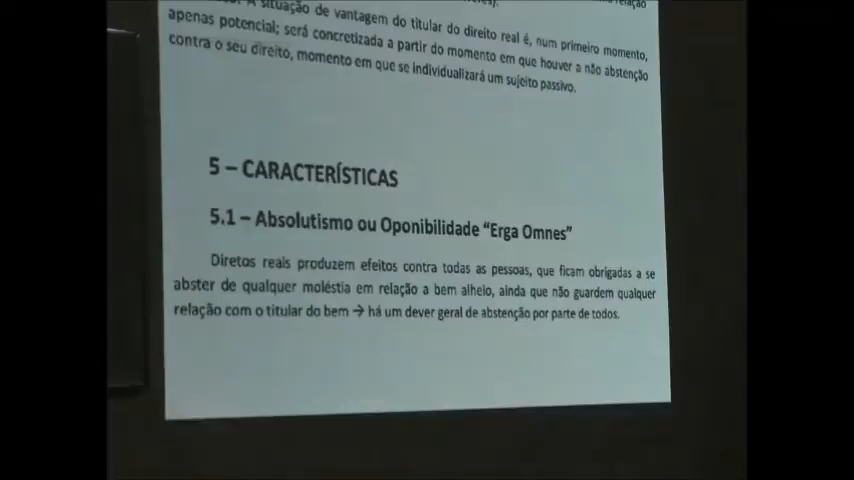 A situação de vantagem do titular do direito real é, num primeiro momento,
apenas potencial; será concretizada a partir do momento em que houver a não abstenção
contra o seu direito, momento em que se individualizará um sujeito passivo.
5 – CARACTERÍSTICAS
5.1 – Absolutismo ou Oponibilidade “Erga Omnes”
Diretos reais produzem efeitos contra todas as pessoas, que ficam obrigadas a se
abster de qualquer moléstia em relação a bem alheio, ainda que não guardem qualquer
relação com o titular do bem → há um dever geral de abstenção por parte de todos.